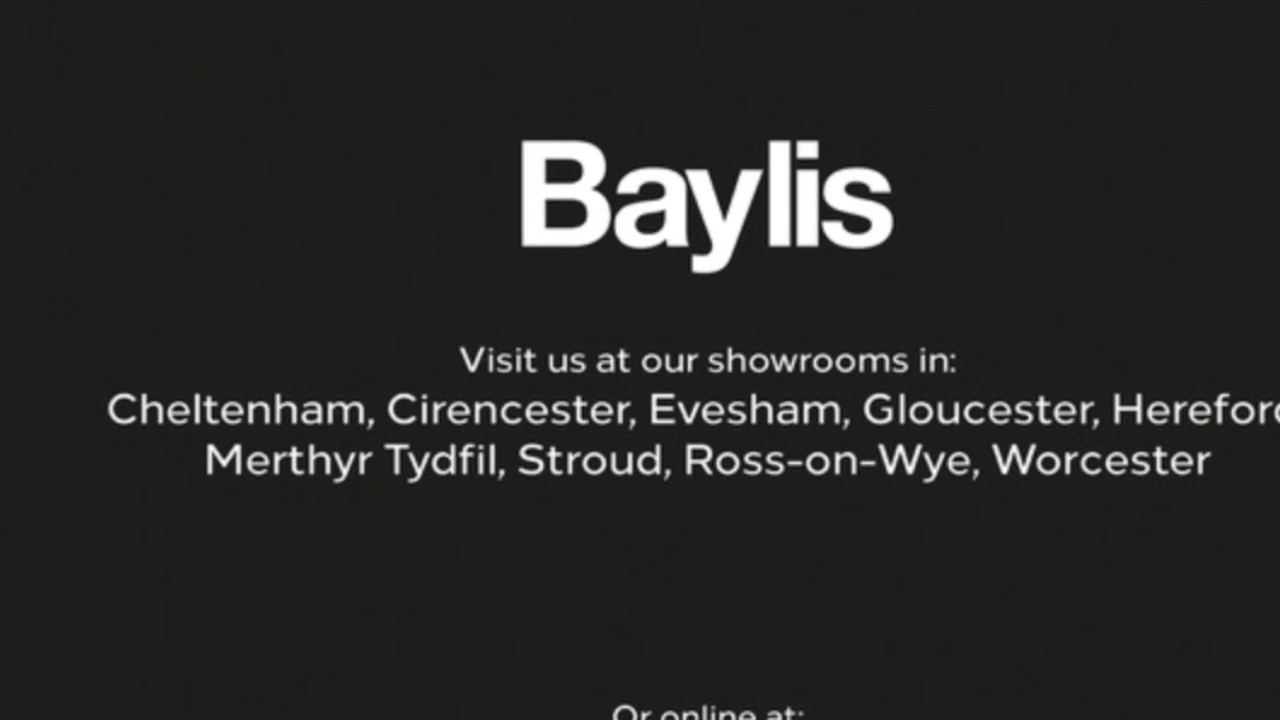 Baylis
Visit us at our showrooms in:
Cheltenham, Cirencester, Evesham, Gloucester, Hereford
Merthyr Tydfil, Stroud, Ross-on-Wye, Worcester
Or online at: